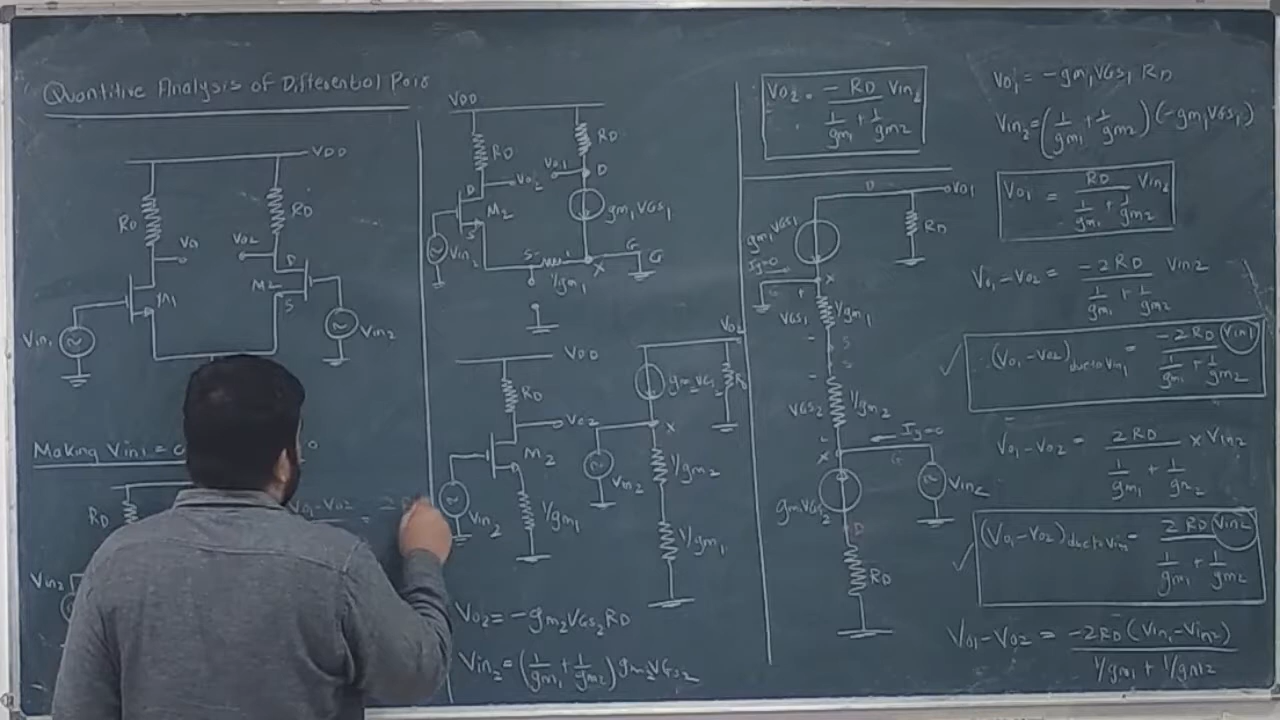 Quantitive Analysis of Differential Pair
VDD
RD
RD
Vo2
M1
M2
D
S
Vin1
Vin2
Making Vin1 = 0
RD
Vin2
Vo1-Vo2 = 2R
VDD
RD
RD
Vo1
Vo2
D
D
M2
S
gm1VGS1
Vin2
S
1/gm1
X
G
G
VDD
RD
Vo2
M2
Vin2
1/gm1
Vo2
gm2VGS2
RD
X
Vin2
1/gm2
1/gm1
Vo2 = -gm2VGS2RD
Vin2 = (1/gm1 + 1/gm2) gm2VGS2
Vo2 = -RD Vin2
1/gm1 + 1/gm2
D
Vo1
gm1VGS1
RD
Ig=0
G
+
X
VGS1
1/gm1
-
S
S
-
VGS2
1/gm2
+
X
Ig=0
G
Vin2
gm2VGS2
D
RD
Vo1 = -gm1VGS1 RD
Vin2 = (1/gm1 + 1/gm2)(-gm1VGS1)
Vo1 = RD Vin2
1/gm1 + 1/gm2
Vo1-Vo2 = -2RD Vin2
1/gm1 + 1/gm2
(Vo1-Vo2)due to Vin1 = -2RD Vin1
1/gm1 + 1/gm2
Vo1-Vo2 = 2RD x Vin2
1/gm1 + 1/gm2
(Vo1-Vo2)due to Vin = 2RD Vin2
1/gm1 + 1/gm2
Vo1-Vo2 = -2RD (Vin1-Vin2)
1/gm1 + 1/gm2